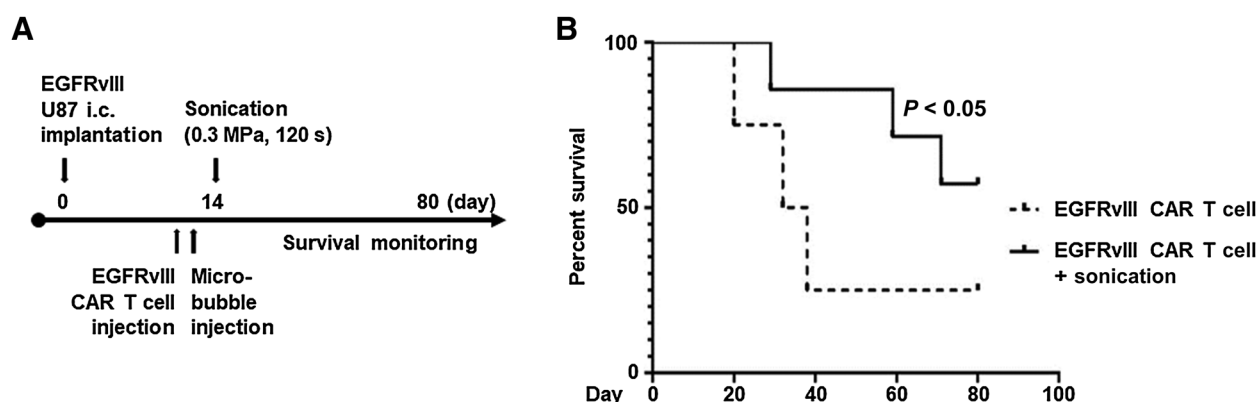 A
EGFRvIII
U87 i.c.
implantation
Sonication
(0.3 MPa, 120 s)
0
14
80 (day)
Survival monitoring
EGFRvIII
CAR T cell
injection
Micro-
bubble
injection
B
Percent survival
100
50
0
P < 0.05
EGFRvIII CAR T cell
EGFRvIII CAR T cell
+ sonication
Day
0
20
40
60
80
100